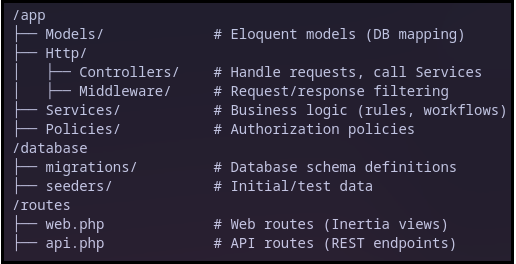 /app
├── Models/             # Eloquent models (DB mapping)
├── Http/
│   ├── Controllers/    # Handle requests, call Services
│   ├── Middleware/     # Request/response filtering
├── Services/           # Business logic (rules, workflows)
├── Policies/           # Authorization policies
/database
├── migrations/         # Database schema definitions
├── seeders/            # Initial/test data
/routes
├── web.php             # Web routes (Inertia views)
├── api.php             # API routes (REST endpoints)